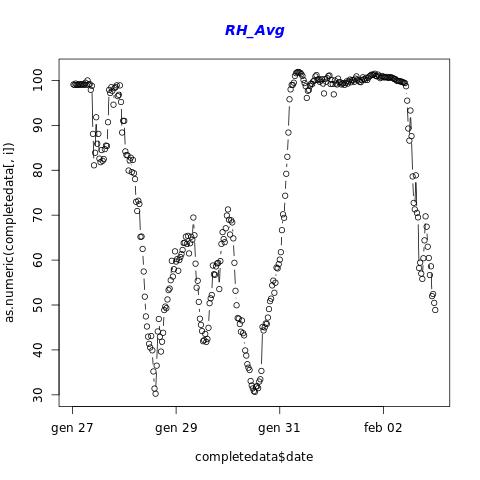 RH_Avg
as.numeric(completedata[, i])
100
90
80
70
60
50
40
30
gen 27
gen 29
gen 31
feb 02
completedata$date